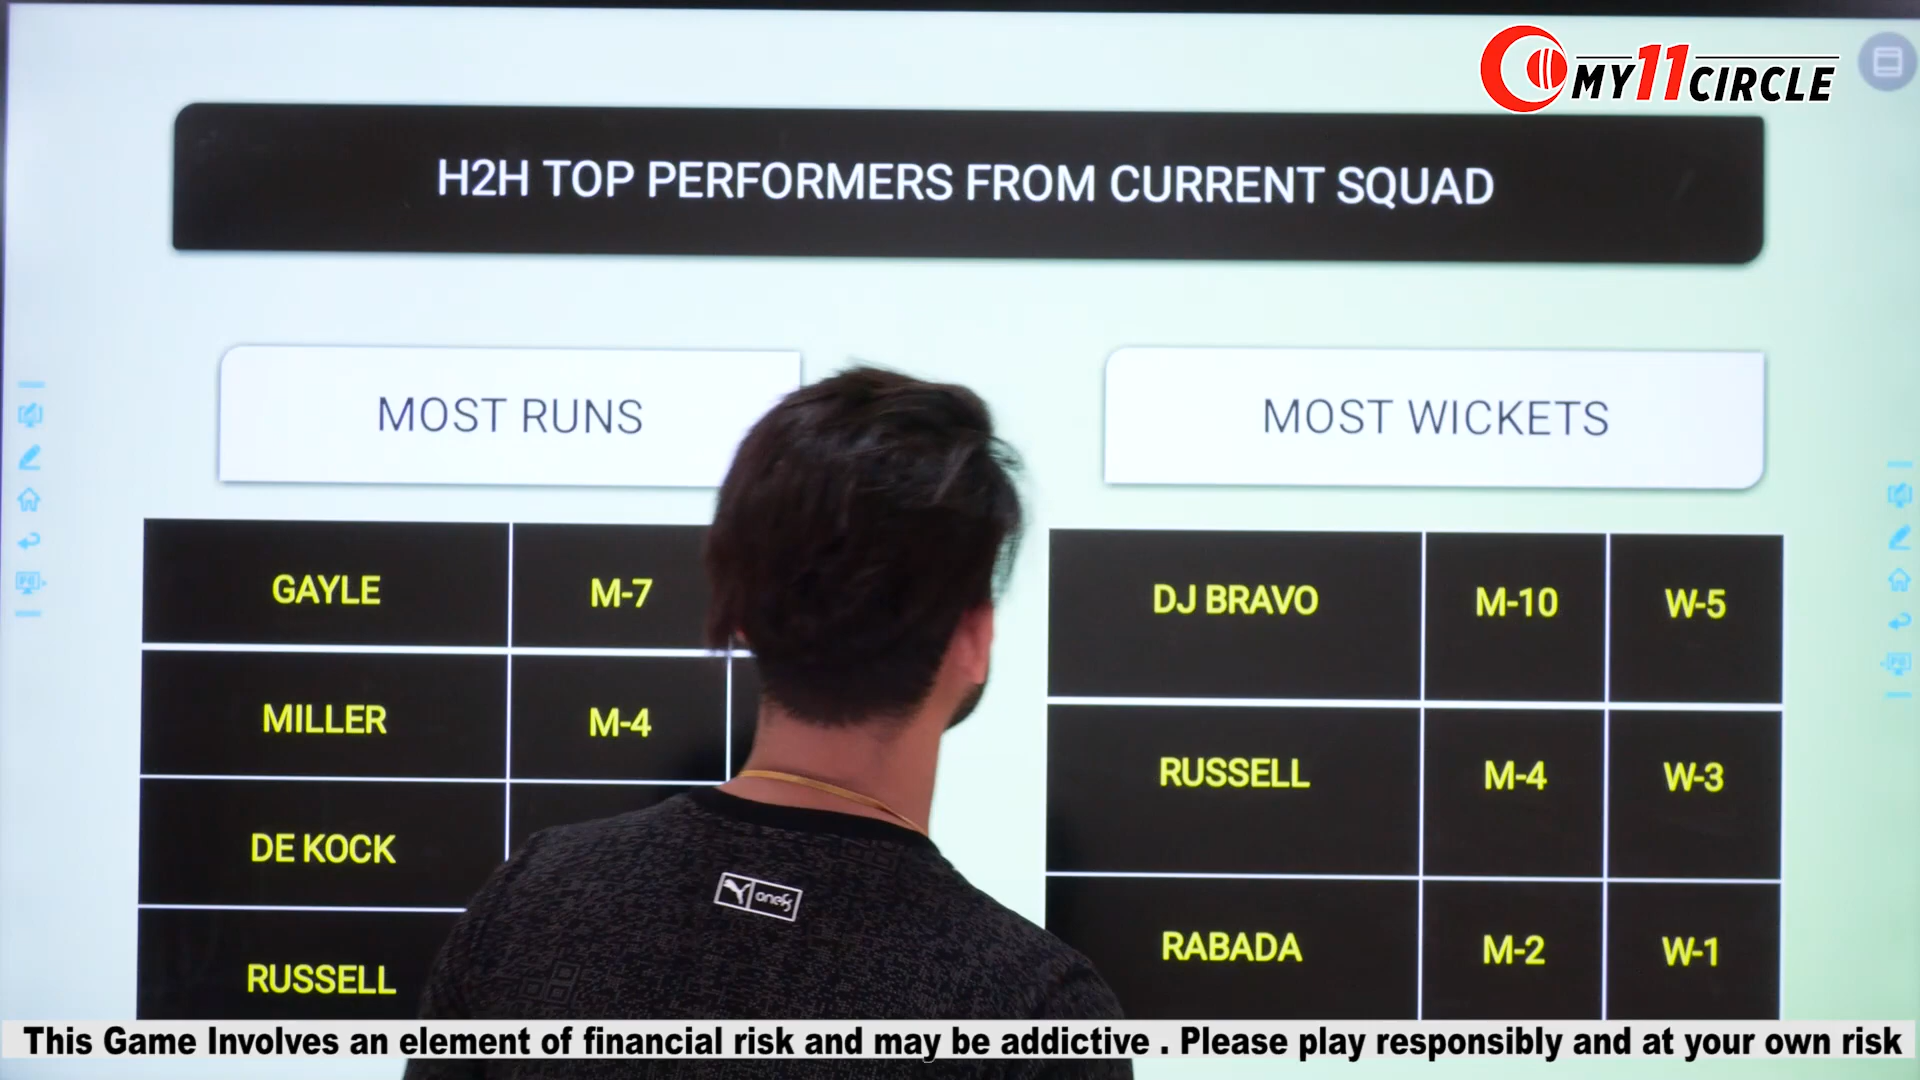 MY11CIRCLE
H2H TOP PERFORMERS FROM CURRENT SQUAD
MOST RUNS
MOST WICKETS
GAYLE M-7
MILLER M-4
DE KOCK
RUSSELL
DJ BRAVO M-10 W-5
RUSSELL M-4 W-3
RABADA M-2 W-1
one8
This Game Involves an element of financial risk and may be addictive . Please play responsibly and at your own risk